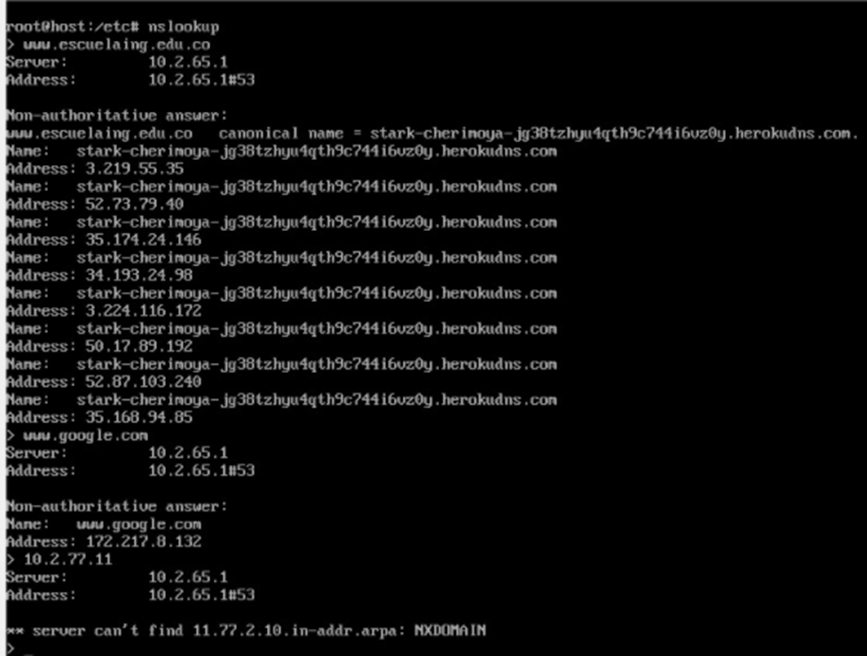 root@host:/etc# nslookup
> www.escuelaing.edu.co
Server: 10.2.65.1
Address: 10.2.65.1#53
Non-authoritative answer:
www.escuelaing.edu.co canonical name = stark-cherimoya-jg38tzhyu4qth9c744i6vz0y.herokudns.com.
Name: stark-cherimoya-jg38tzhyu4qth9c744i6vz0y.herokudns.com
Address: 3.219.55.35
Name: stark-cherimoya-jg38tzhyu4qth9c744i6vz0y.herokudns.com
Address: 52.73.79.40
Name: stark-cherimoya-jg38tzhyu4qth9c744i6vz0y.herokudns.com
Address: 35.174.24.146
Name: stark-cherimoya-jg38tzhyu4qth9c744i6vz0y.herokudns.com
Address: 34.193.24.98
Name: stark-cherimoya-jg38tzhyu4qth9c744i6vz0y.herokudns.com
Address: 3.224.116.172
Name: stark-cherimoya-jg38tzhyu4qth9c744i6vz0y.herokudns.com
Address: 50.17.89.192
Name: stark-cherimoya-jg38tzhyu4qth9c744i6vz0y.herokudns.com
Address: 52.87.103.240
Name: stark-cherimoya-jg38tzhyu4qth9c744i6vz0y.herokudns.com
Address: 35.168.94.85
> www.google.com
Server: 10.2.65.1
Address: 10.2.65.1#53
Non-authoritative answer:
Name: www.google.com
Address: 172.217.8.132
> 10.2.77.11
Server: 10.2.65.1
Address: 10.2.65.1#53
** server can't find 11.77.2.10.in-addr.arpa: NXDOMAIN
> _